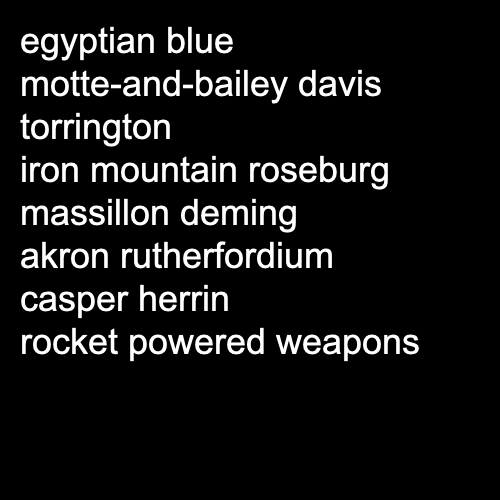 egyptian blue
motte-and-bailey davis
torrington
iron mountain roseburg
massillon deming
akron rutherfordium
casper herrin
rocket powered weapons